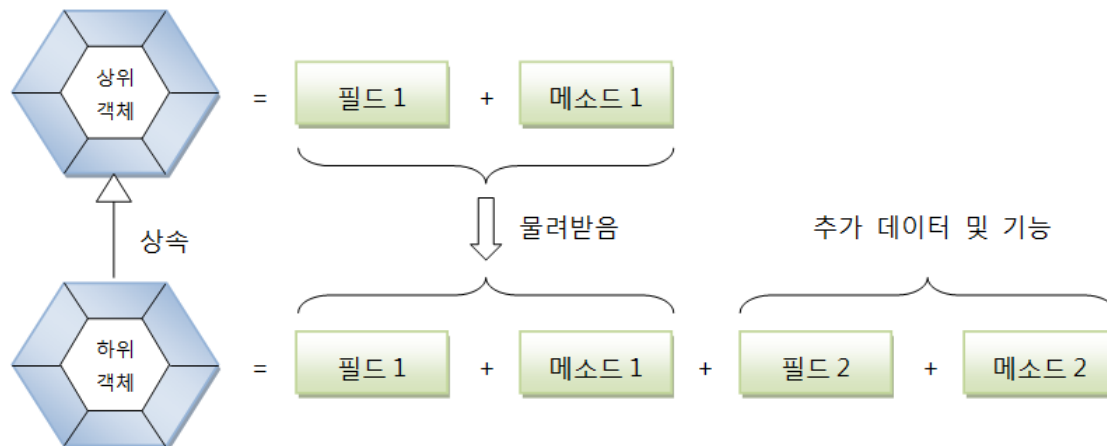 상위
객체
= 필드 1 + 메소드 1
물려받음
추가 데이터 및 기능
상속
하위
객체
= 필드 1 + 메소드 1 + 필드 2 + 메소드 2